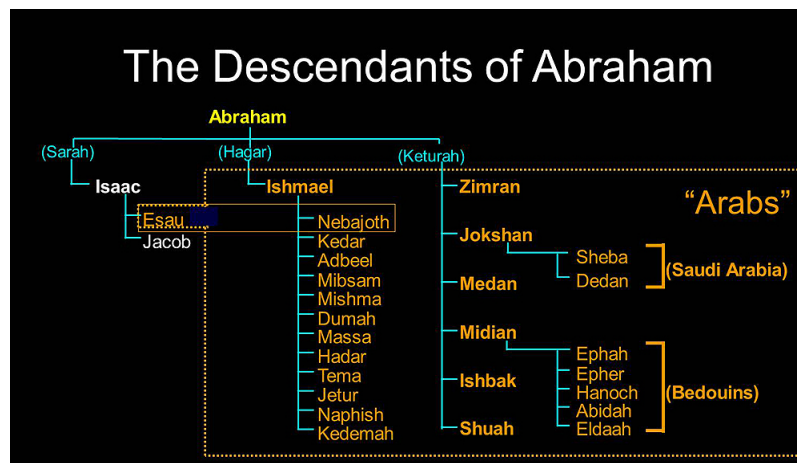 The Descendants of Abraham
Abraham
(Sarah)
(Hagar)
(Keturah)
Isaac
Esau
Jacob
Ishmael
Nebajoth
Kedar
Adbeel
Mibsam
Mishma
Dumah
Massa
Hadar
Tema
Jetur
Naphish
Kedemah
Zimran
Jokshan
Sheba
Dedan
(Saudi Arabia)
Medan
Midian
Ephah
Epher
Hanoch
Abidah
Eldaah
(Bedouins)
Ishbak
Shuah
“Arabs”